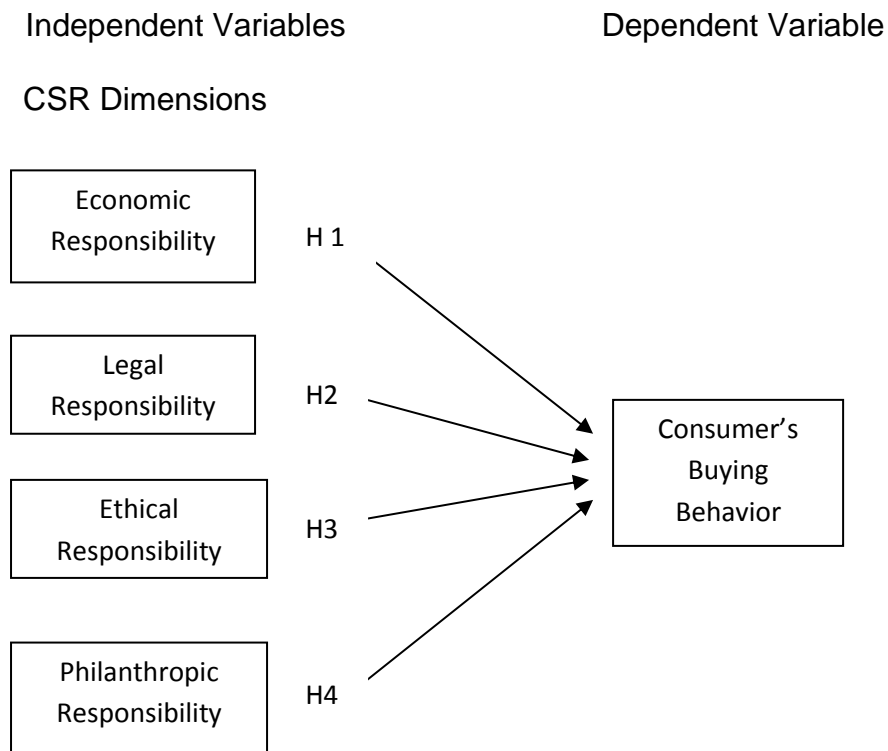 Independent Variables
Dependent Variable
CSR Dimensions
Economic
Responsibility
H 1
Legal
Responsibility
H2
Consumer’s
Buying
Behavior
Ethical
Responsibility
H3
Philanthropic
Responsibility
H4